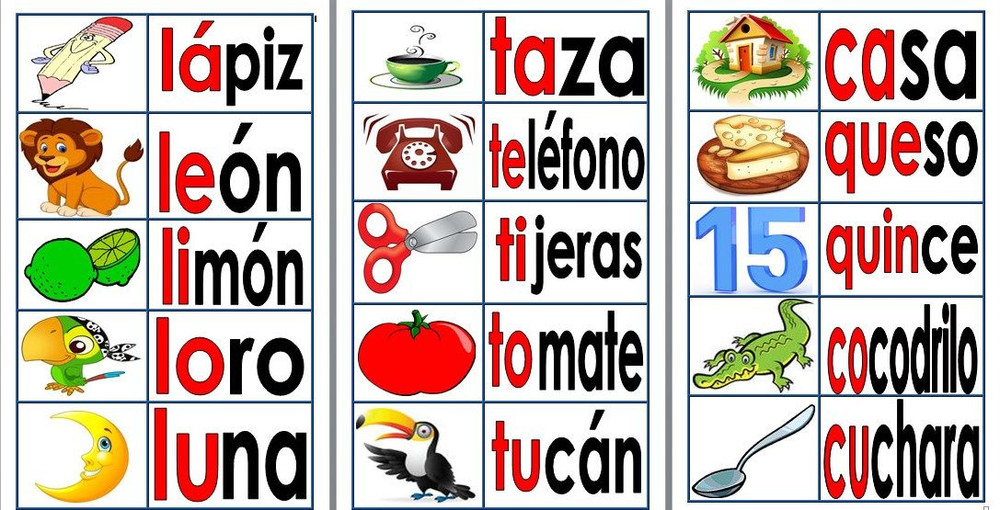 lápiz
león
limón
loro
luna
taza
teléfono
tijeras
tomate
tucán
casa
queso
15
quince
cocodrilo
cuchara